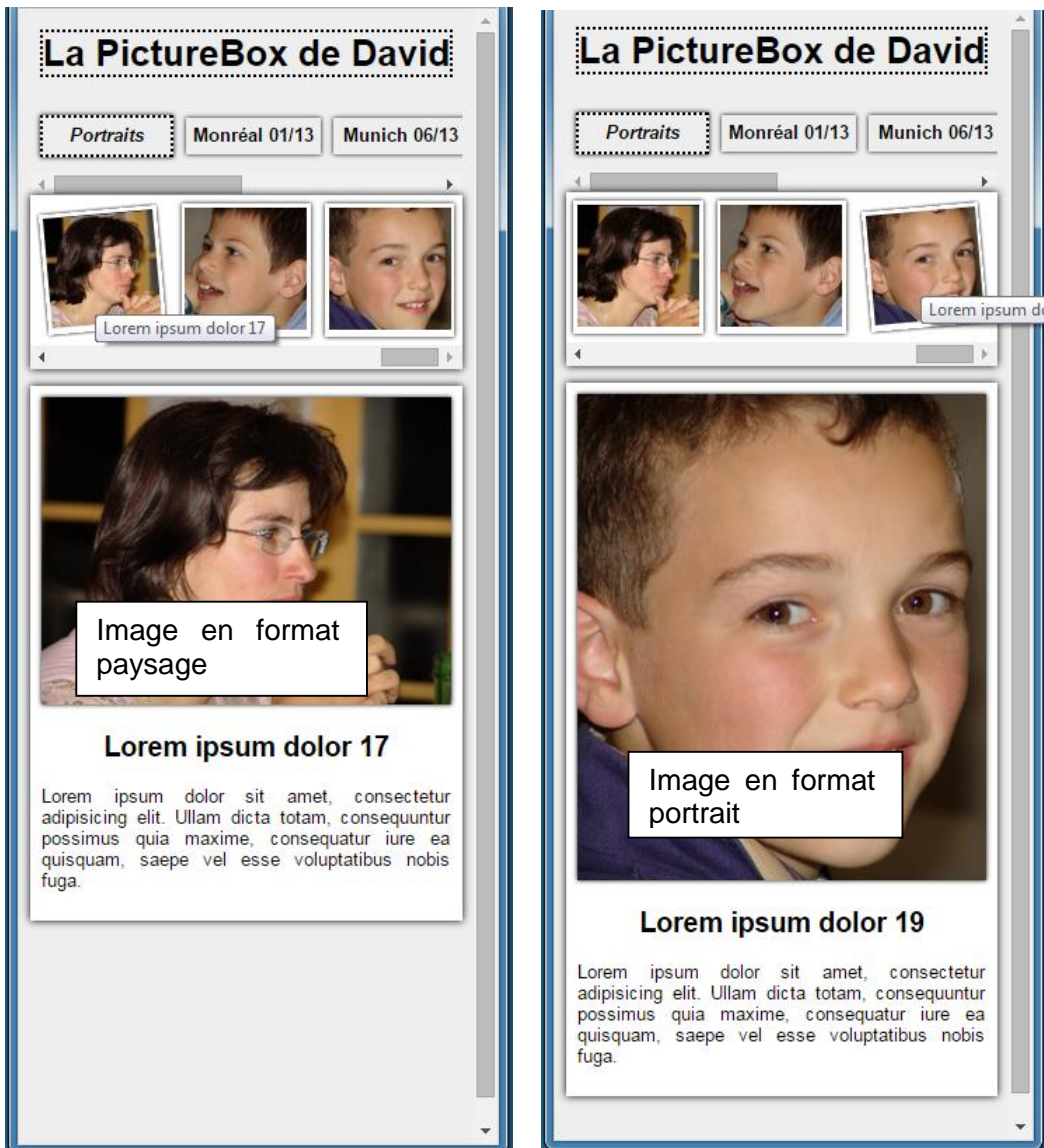 La PictureBox de David
Portraits
Monréal 01/13
Munich 06/13
Lorem ipsum dolor 17
Image en format
paysage
Lorem ipsum dolor 17
Lorem ipsum dolor sit amet, consectetur
adipisicing elit. Ullam dicta totam, consequuntur
possimus quia maxime, consequatur iure ea
quisquam, saepe vel esse voluptatibus nobis
fuga.
La PictureBox de David
Portraits
Monréal 01/13
Munich 06/13
Lorem ipsum do
Image en format
portrait
Lorem ipsum dolor 19
Lorem ipsum dolor sit amet, consectetur
adipisicing elit. Ullam dicta totam, consequuntur
possimus quia maxime, consequatur iure ea
quisquam, saepe vel esse voluptatibus nobis
fuga.